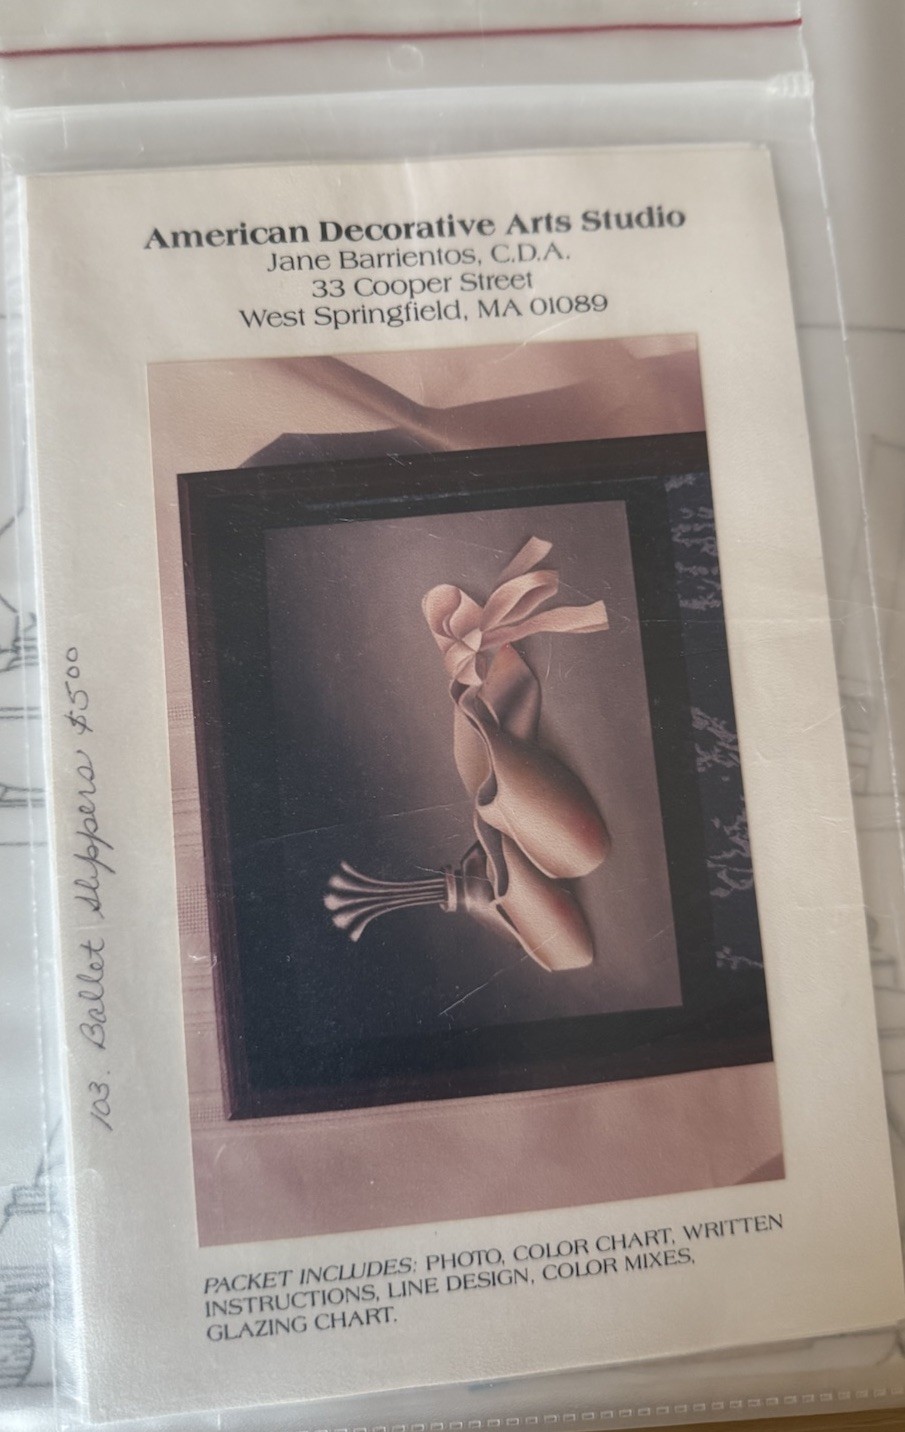 American Decorative Arts Studio
Jane Barrientos, C.D.A.
33 Cooper Street
West Springfield, MA 01089
103. Ballet Slippers $5.00
PACKET INCLUDES: PHOTO, COLOR CHART, WRITTEN
INSTRUCTIONS, LINE DESIGN, COLOR MIXES,
GLAZING CHART.